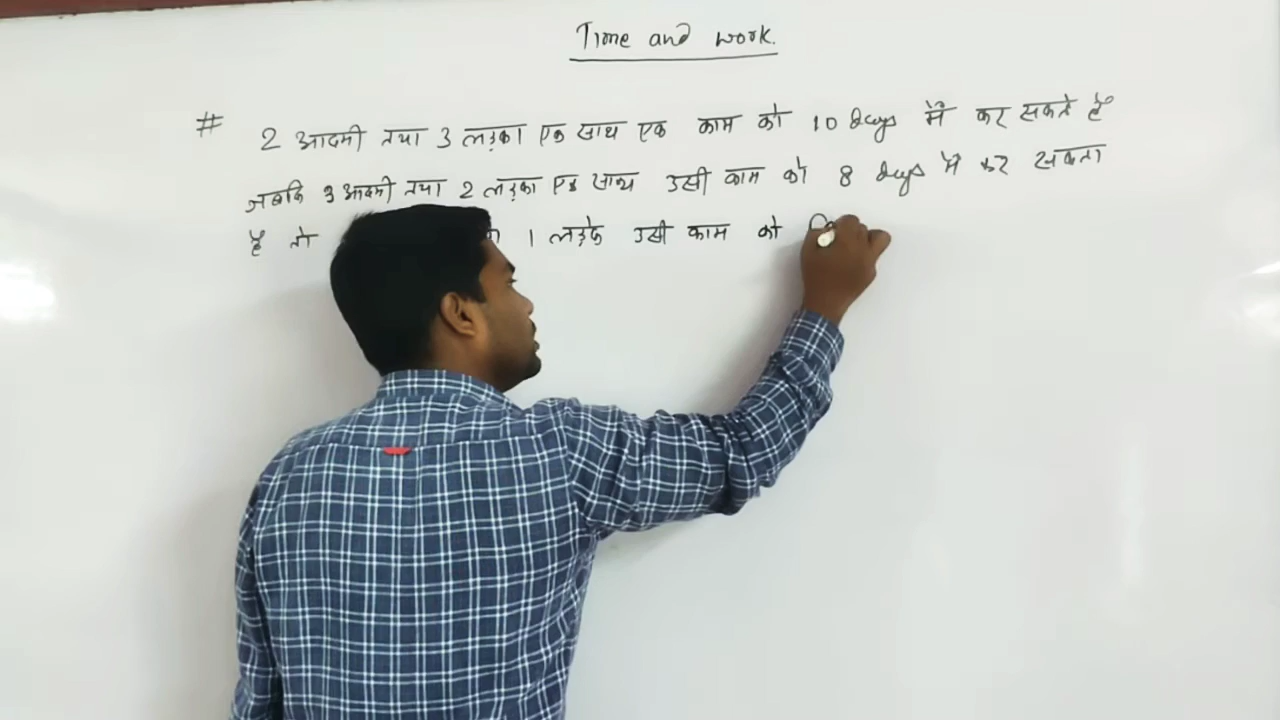 Time and work.
# 2 आदमी तथा 3 लड़का एक साथ एक काम को 10 days में कर सकते हैं
जबकि 3 आदमी तथा 2 लड़का एक साथ उसी काम को 8 days में कर सकता
है तो 1 लड़के उसी काम को